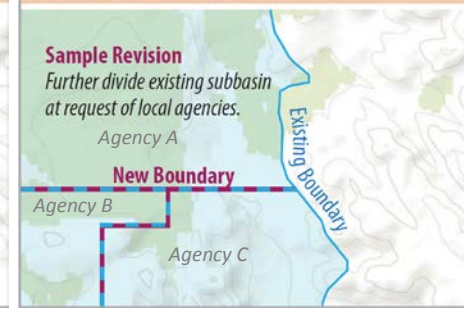 Sample Revision
Further divide existing subbasin
at request of local agencies.
Agency A
Existing Boundary
New Boundary
Agency B
Agency C